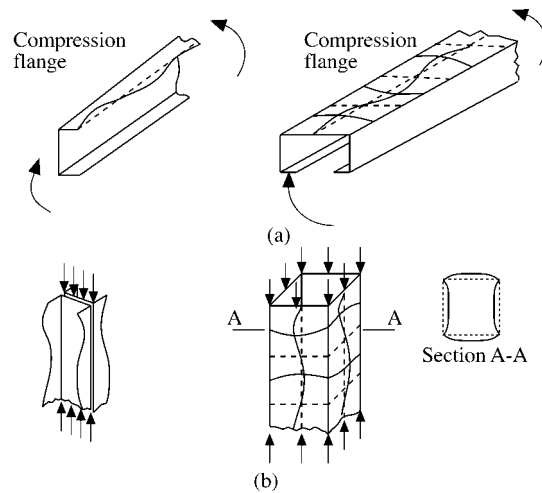 Compression
flange
Compression
flange
(a)
A
A
Section A-A
(b)